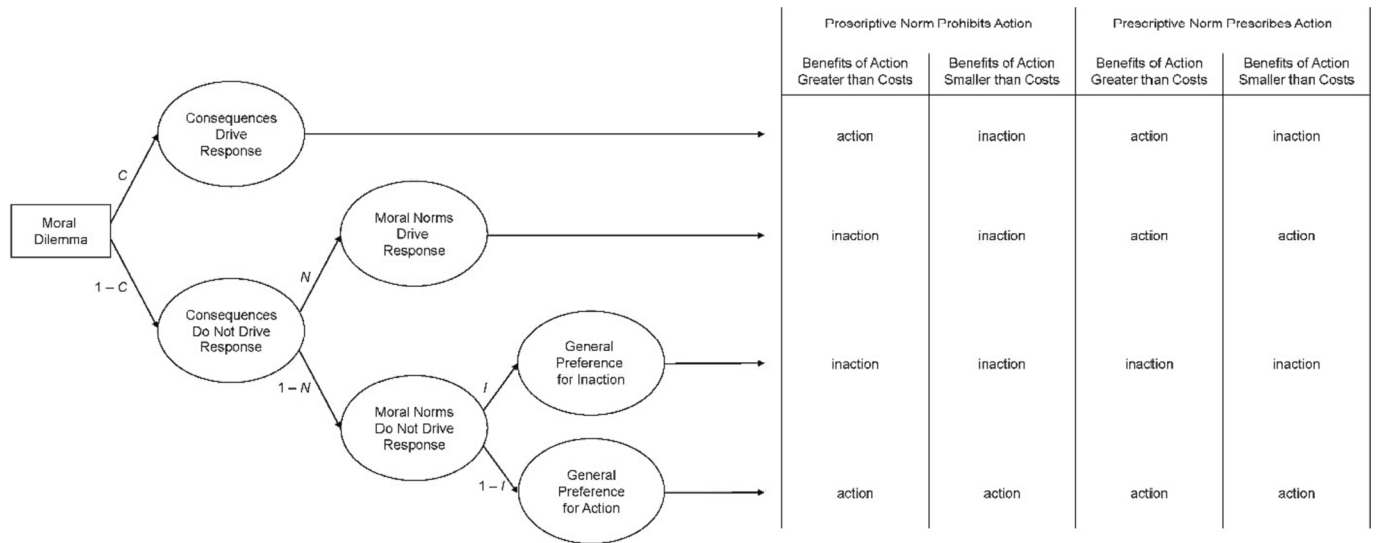 Proscriptive Norm Prohibits Action
Prescriptive Norm Prescribes Action
Benefits of Action
Greater than Costs
Benefits of Action
Smaller than Costs
Benefits of Action
Greater than Costs
Benefits of Action
Smaller than Costs
Consequences
Drive
Response
action
inaction
action
inaction
C
Moral
Dilemma
Moral Norms
Drive
Response
inaction
inaction
action
action
1 – C
N
Consequences
Do Not Drive
Response
General
Preference
for Inaction
inaction
inaction
inaction
inaction
1 – N
I
Moral Norms
Do Not Drive
Response
1 – I
General
Preference
for Action
action
action
action
action